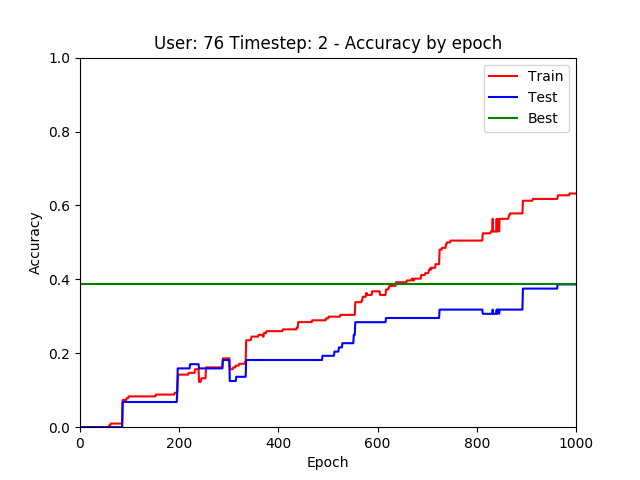 User: 76 Timestep: 2 - Accuracy by epoch
Train
Test
Best
1.0
0.8
0.6
0.4
0.2
0.0
Accuracy
0 200 400 600 800 1000
Epoch